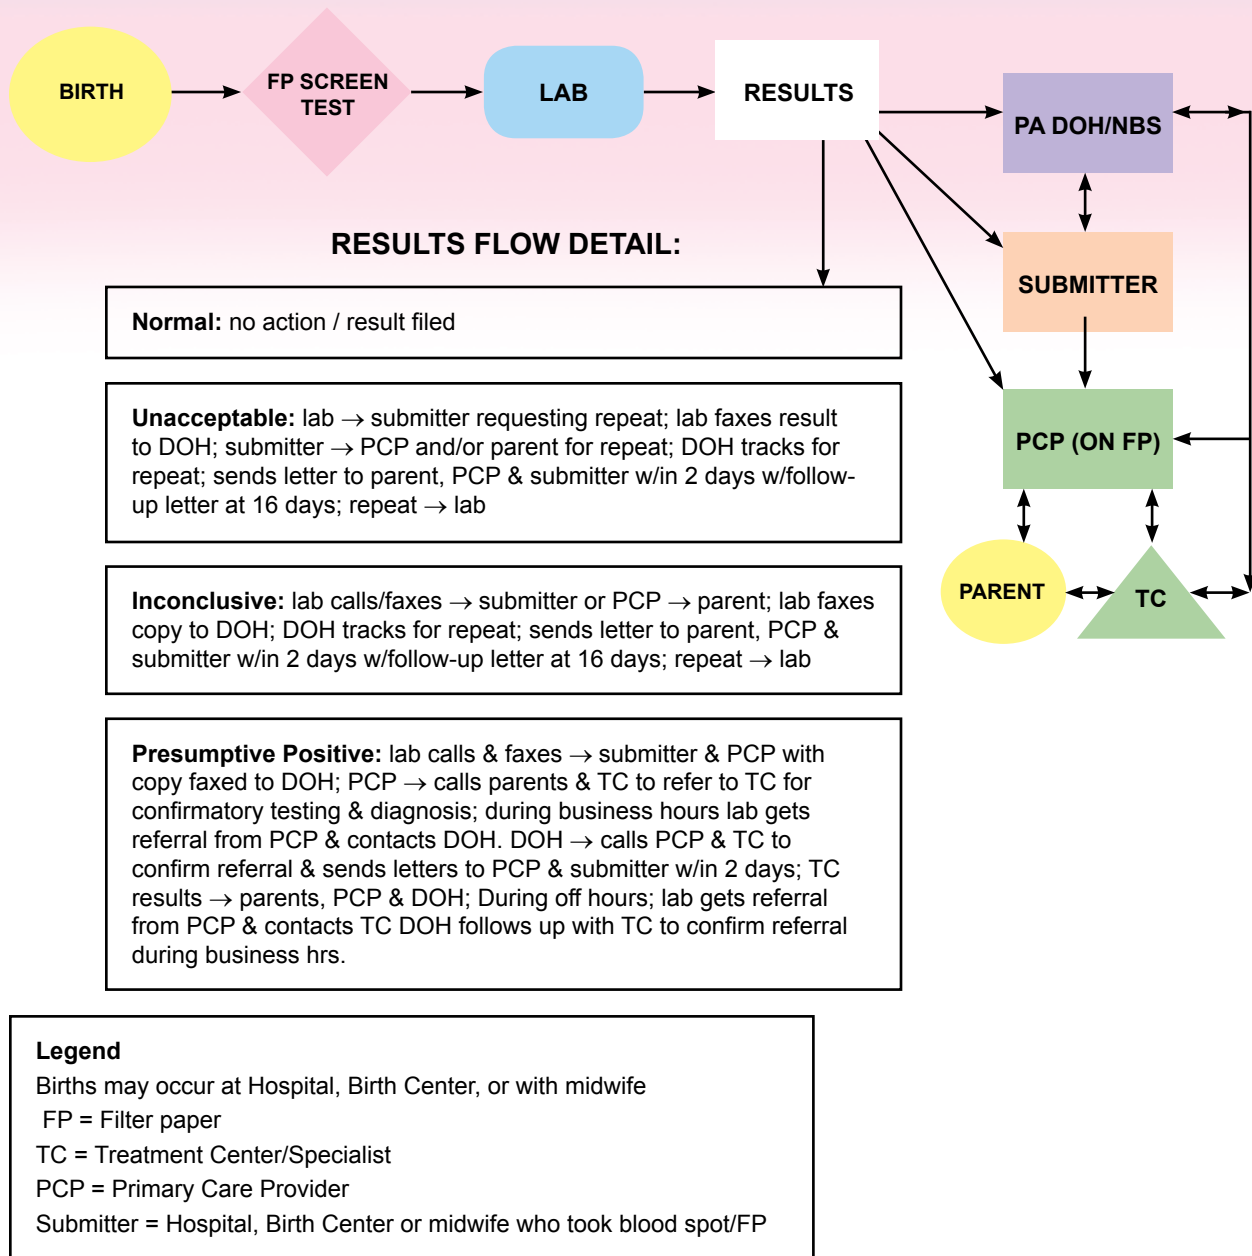 BIRTH
FP SCREEN
TEST
LAB
RESULTS
PA DOH/NBS
SUBMITTER
PCP (ON FP)
PARENT
TC
RESULTS FLOW DETAIL:
Normal: no action / result filed
Unacceptable: lab → submitter requesting repeat; lab faxes result
to DOH; submitter → PCP and/or parent for repeat; DOH tracks for
repeat; sends letter to parent, PCP & submitter w/in 2 days w/follow-
up letter at 16 days; repeat → lab
Inconclusive: lab calls/faxes → submitter or PCP → parent; lab faxes
copy to DOH; DOH tracks for repeat; sends letter to parent, PCP &
submitter w/in 2 days w/follow-up letter at 16 days; repeat → lab
Presumptive Positive: lab calls & faxes → submitter & PCP with
copy faxed to DOH; PCP → calls parents & TC to refer to TC for
confirmatory testing & diagnosis; during business hours lab gets
referral from PCP & contacts DOH. DOH → calls PCP & TC to
confirm referral & sends letters to PCP & submitter w/in 2 days; TC
results → parents, PCP & DOH; During off hours; lab gets referral
from PCP & contacts TC DOH follows up with TC to confirm referral
during business hrs.
Legend
Births may occur at Hospital, Birth Center, or with midwife
FP = Filter paper
TC = Treatment Center/Specialist
PCP = Primary Care Provider
Submitter = Hospital, Birth Center or midwife who took blood spot/FP